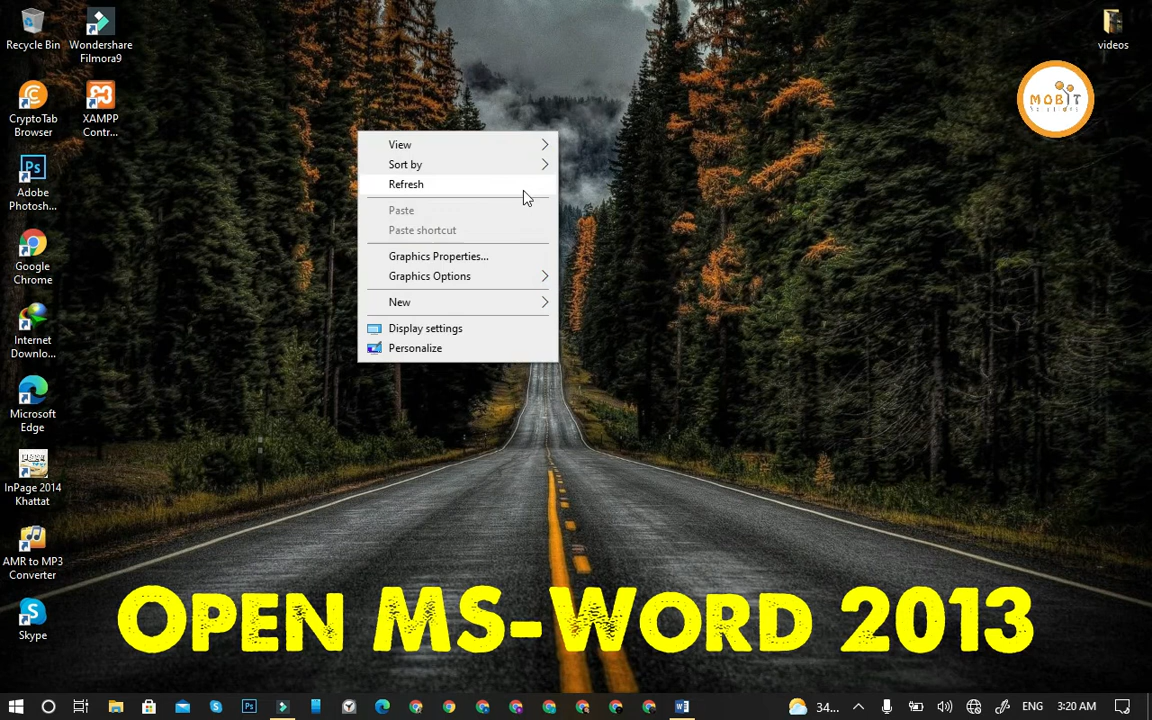 Recycle Bin
Wondershare
Filmora9
CryptoTab
Browser
XAMPP
Contr...
Adobe
Photosh...
Google
Chrome
Internet
Downlo...
Microsoft
Edge
InPage 2014
Khattat
AMR to MP3
Converter
Skype
videos
MOBIT
View
Sort by
Refresh
Paste
Paste shortcut
Graphics Properties...
Graphics Options
New
Display settings
Personalize
OPEN MS-WORD 2013
34...
ENG
3:20 AM